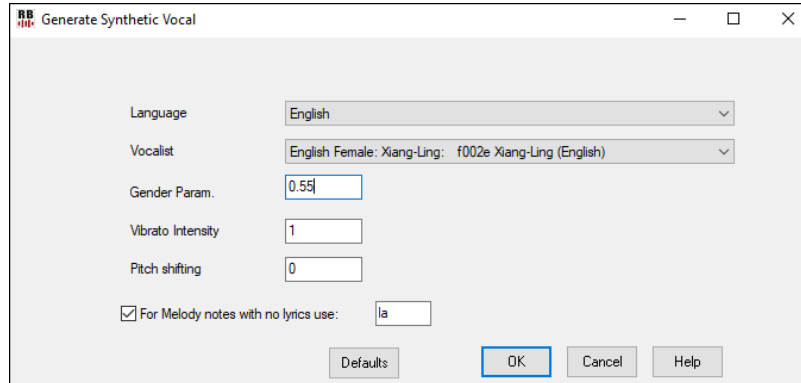 RB Generate Synthetic Vocal
Language English
Vocalist English Female: Xiang-Ling: f002e Xiang-Ling (English)
Gender Param. 0.55
Vibrato Intensity 1
Pitch shifting 0
For Melody notes with no lyrics use: la
Defaults OK Cancel Help